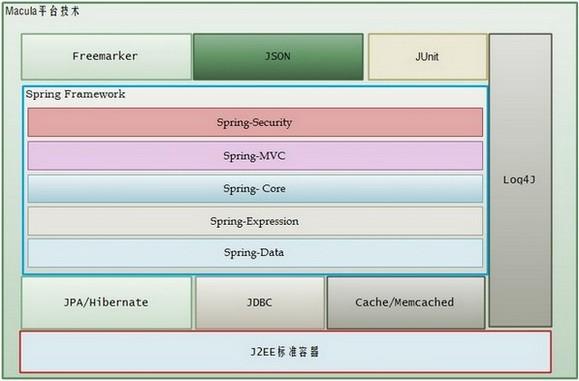 Macula平台技术
Freemarker
JSON
JUnit
Spring Framework
Spring-Security
Spring-MVC
Spring- Core
Spring-Expression
Spring-Data
Log4J
JPA/Hibernate
JDBC
Cache/Memcached
J2EE标准容器